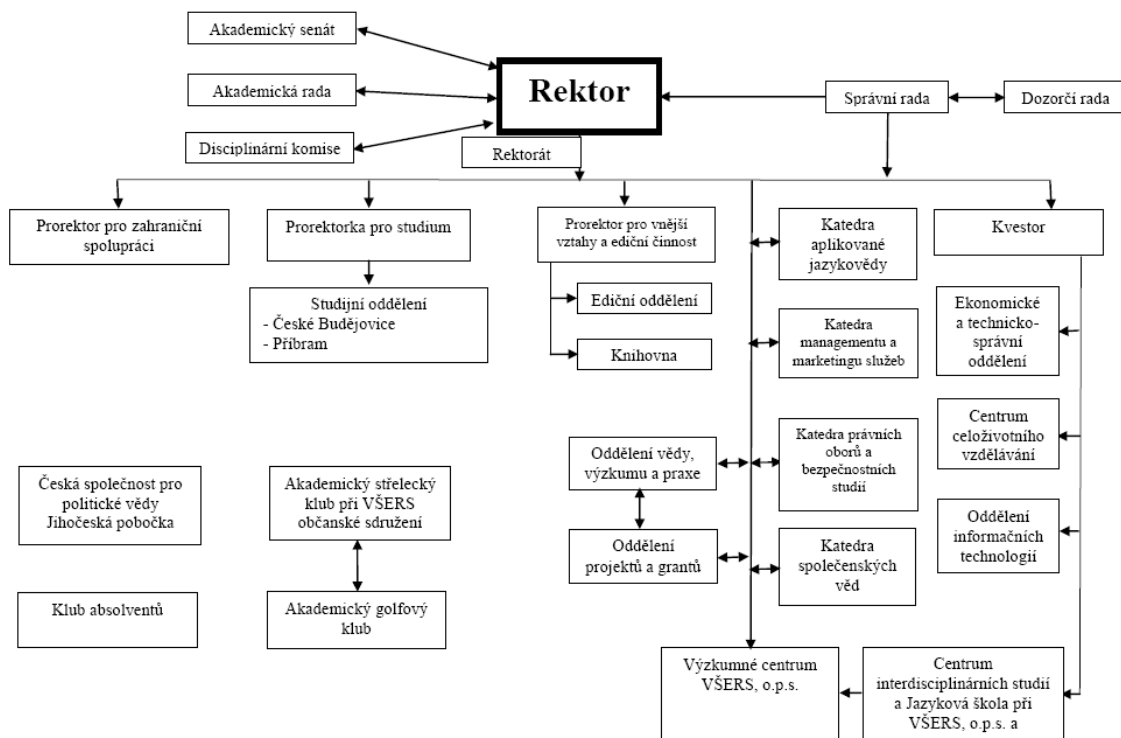 Akademický senát
Akademická rada
Rektor
Správní rada
Dozorčí rada
Disciplinární komise
Rektorát
Prorektor pro zahraniční
spolupráci
Prorektorka pro studium
Prorektor pro vnější
vztahy a ediční činnost
Katedra
aplikované
jazykovědy
Kvestor
Studijní oddělení
- České Budějovice
- Příbram
Ediční oddělení
Knihovna
Katedra
managementu a
marketingu služeb
Ekonomické
a technicko-
správní
oddělení
Oddělení vědy,
výzkumu a praxe
Katedra právních
oborů a
bezpečnostních
studií
Centrum
celoživotního
vzdělávání
Česká společnost pro
politické vědy
Jihočeská pobočka
Akademický střelecký
klub při VŠERS
občanské sdružení
Oddělení
projektů a grantů
Katedra
společenských
věd
Oddělení
informačních
technologií
Klub absolventů
Akademický golfový
klub
Výzkumné centrum
VŠERS, o.p.s.
Centrum
interdisciplinárních studií
a Jazyková škola při
VŠERS, o.p.s. a